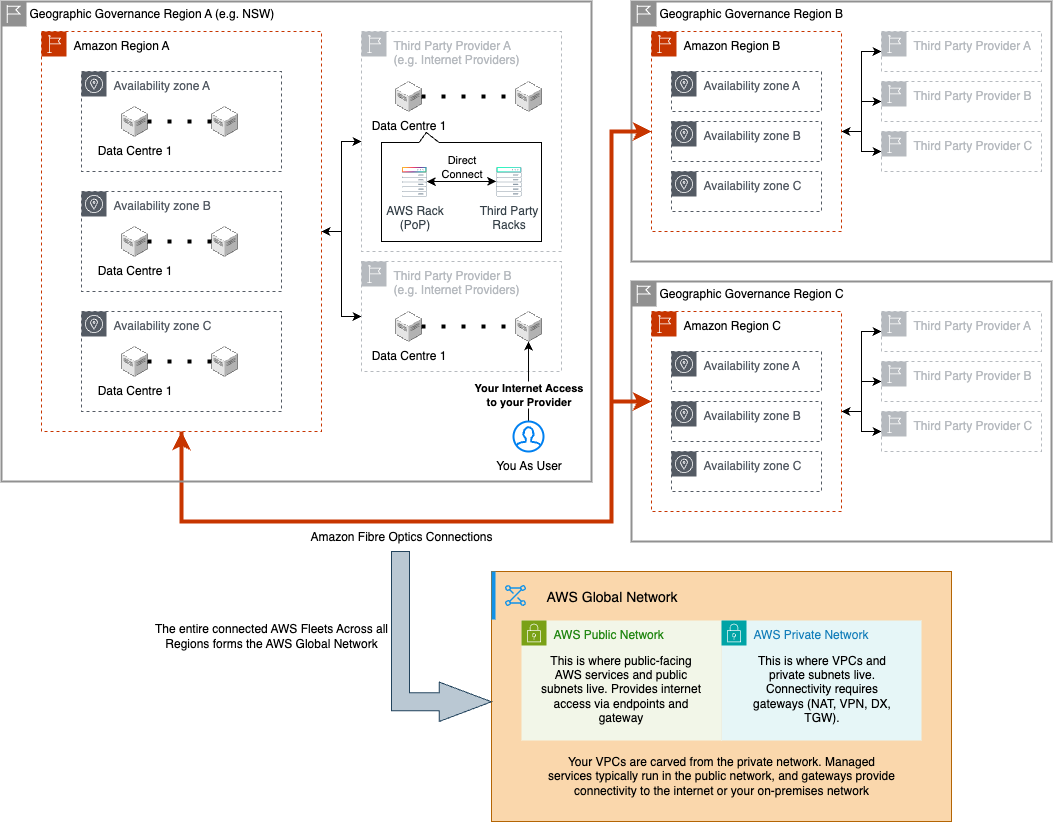 Geographic Governance Region A (e.g. NSW)
Amazon Region A
Availability zone A
Data Centre 1
Availability zone B
Data Centre 1
Availability zone C
Data Centre 1
Third Party Provider A
(e.g. Internet Providers)
Data Centre 1
Direct
Connect
AWS Rack
(PoP)
Third Party
Racks
Third Party Provider B
(e.g. Internet Providers)
Data Centre 1
Your Internet Access
to your Provider
You As User
Geographic Governance Region B
Amazon Region B
Availability zone A
Availability zone B
Availability zone C
Third Party Provider A
Third Party Provider B
Third Party Provider C
Geographic Governance Region C
Amazon Region C
Availability zone A
Availability zone B
Availability zone C
Third Party Provider A
Third Party Provider B
Third Party Provider C
Amazon Fibre Optics Connections
The entire connected AWS Fleets Across all
Regions forms the AWS Global Network
AWS Global Network
AWS Public Network
This is where public-facing
AWS services and public
subnets live. Provides internet
access via endpoints and
gateway
AWS Private Network
This is where VPCs and
private subnets live.
Connectivity requires
gateways (NAT, VPN, DX,
TGW).
Your VPCs are carved from the private network. Managed
services typically run in the public network, and gateways provide
connectivity to the internet or your on-premises network